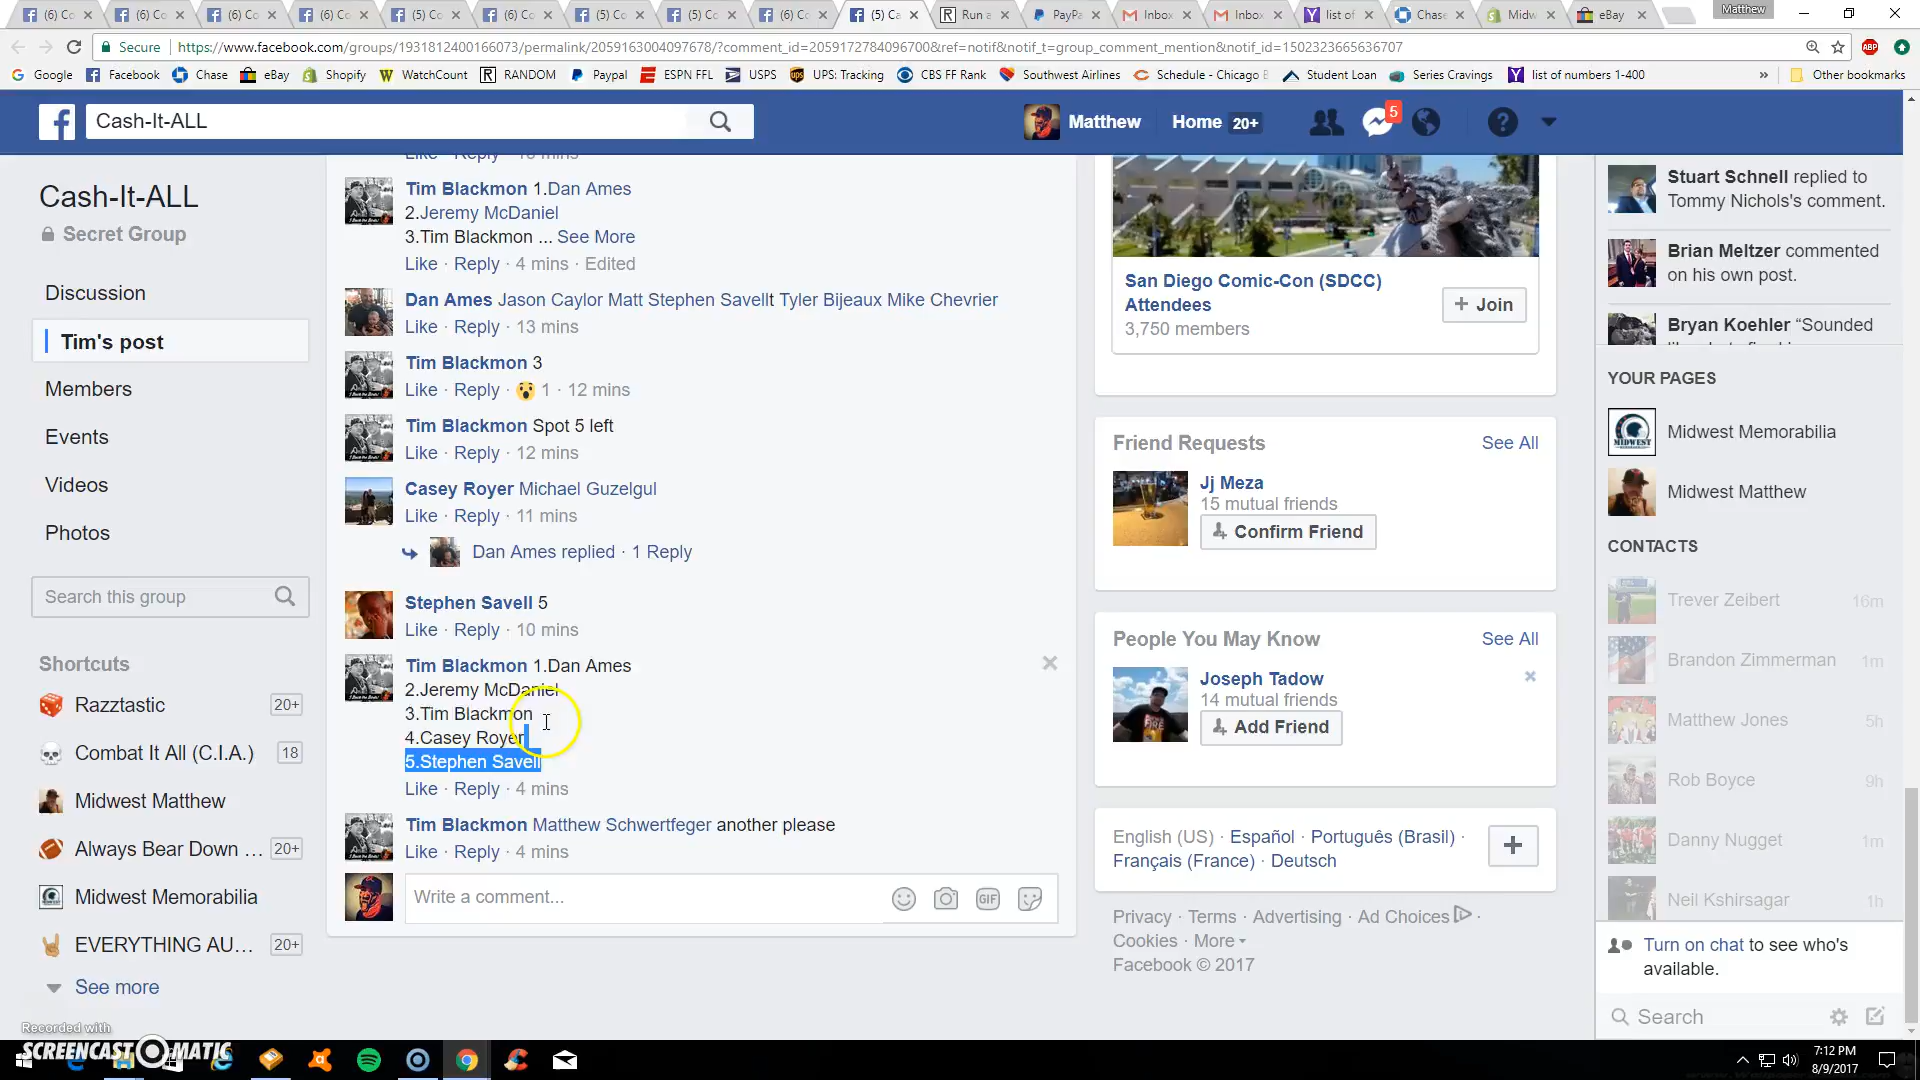 (6) Co
(6) Co
(6) Co
(6) Co
(5) Co
(6) Co
(5) Co
(5) Co
(6) Co
(5) Ca
Run a
PayPa
Inbox
Inbox
list of
Chase
Midw
eBay
Matthew
Secure
https://www.facebook.com/groups/1931812400166073/permalink/2059163004097678/?comment_id=2059172784096700&ref=notif&notif_t=group_comment_mention&notif_id=1502323665636707
Google
Facebook
Chase
eBay
Shopify
WatchCount
RANDOM
Paypal
ESPN FFL
USPS
UPS: Tracking
CBS FF Rank
Southwest Airlines
Schedule - Chicago B
Student Loan
Series Cravings
list of numbers 1-400
»
Other bookmarks
Cash-It-ALL
Matthew
Home 20+
5
Cash-It-ALL
Secret Group
Discussion
Tim's post
Members
Events
Videos
Photos
Search this group
Shortcuts
Razztastic 20+
Combat It All (C.I.A.) 18
Midwest Matthew
Always Bear Down ... 20+
Midwest Memorabilia
EVERYTHING AU... 20+
See more
Tim Blackmon 1.Dan Ames
2.Jeremy McDaniel
3.Tim Blackmon ... See More
Like · Reply · 4 mins · Edited
Dan Ames Jason Caylor Matt Stephen Savellt Tyler Bijeaux Mike Chevrier
Like · Reply · 13 mins
Tim Blackmon 3
Like · Reply · 1 · 12 mins
Tim Blackmon Spot 5 left
Like · Reply · 12 mins
Casey Royer Michael Guzelgul
Like · Reply · 11 mins
Dan Ames replied · 1 Reply
Stephen Savell 5
Like · Reply · 10 mins
Tim Blackmon 1.Dan Ames
2.Jeremy McDaniel
3.Tim Blackmon
4.Casey Royer
5.Stephen Savell
Like · Reply · 4 mins
Tim Blackmon Matthew Schwertfeger another please
Like · Reply · 4 mins
Write a comment...
GIF
San Diego Comic-Con (SDCC)
Attendees
3,750 members
+ Join
Friend Requests See All
Jj Meza
15 mutual friends
Confirm Friend
People You May Know See All
Joseph Tadow
14 mutual friends
Add Friend
English (US) · Español · Português (Brasil) ·
Français (France) · Deutsch
Privacy · Terms · Advertising · Ad Choices ·
Cookies · More
Facebook © 2017
Stuart Schnell replied to
Tommy Nichols's comment.
Brian Meltzer commented
on his own post.
Bryan Koehler “Sounded
YOUR PAGES
Midwest Memorabilia
Midwest Matthew
CONTACTS
Trever Zeibert 16m
Brandon Zimmerman 1m
Matthew Jones 5h
Rob Boyce 9h
Danny Nugget 1m
Neil Kshirsagar 1h
Turn on chat to see who's
available.
Search
Recorded with
SCREENCAST-O-MATIC
7:12 PM
8/9/2017